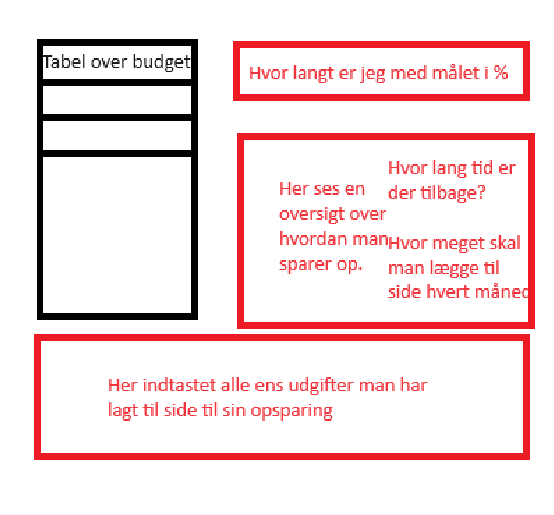 Tabel over budget
Hvor langt er jeg med målet i %
Her ses en
oversigt over
hvordan man
sparer op.
Hvor lang tid er
der tilbage?
Hvor meget skal
man lægge til
side hvert måned
Her indtastet alle ens udgifter man har
lagt til side til sin opsparing